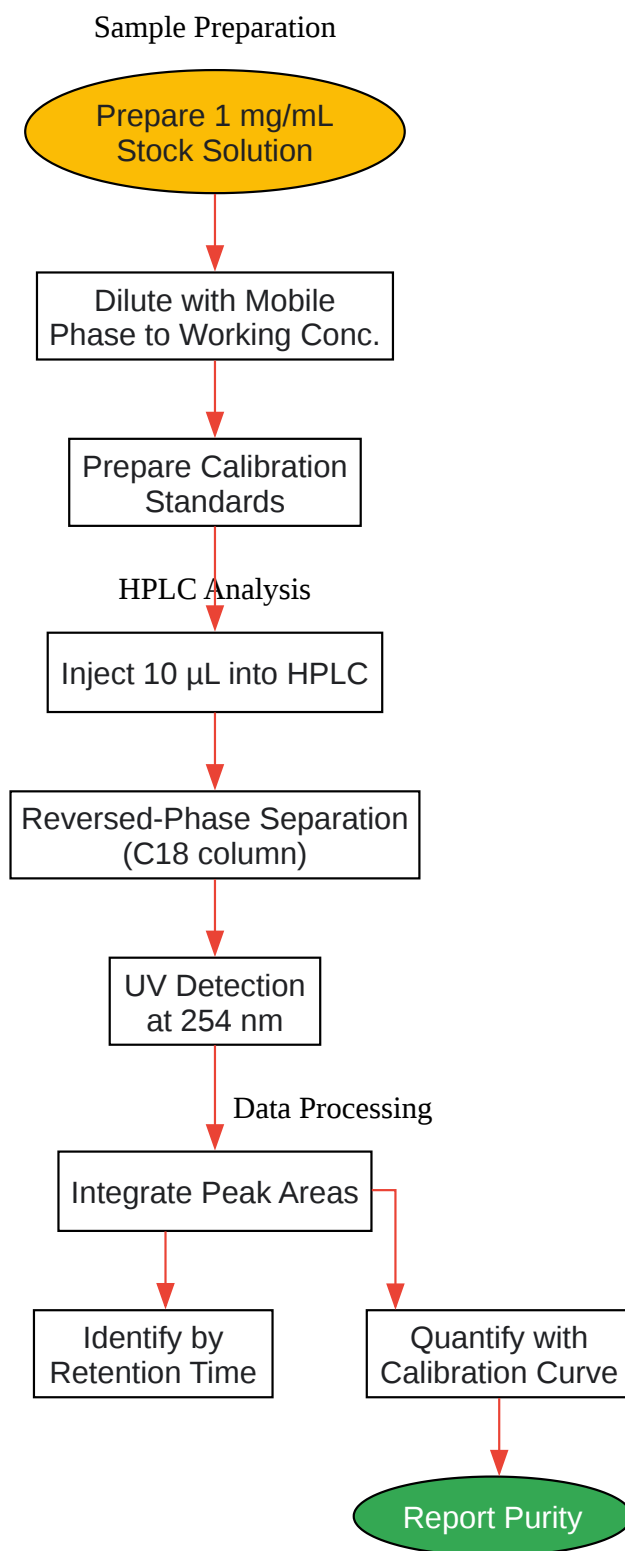 Sample Preparation
Prepare 1 mg/mL
Stock Solution
Dilute with Mobile
Phase to Working Conc.
Prepare Calibration
Standards
HPLC Analysis
Inject 10 µL into HPLC
Reversed-Phase Separation
(C18 column)
UV Detection
at 254 nm
Data Processing
Integrate Peak Areas
Identify by
Retention Time
Quantify with
Calibration Curve
Report Purity